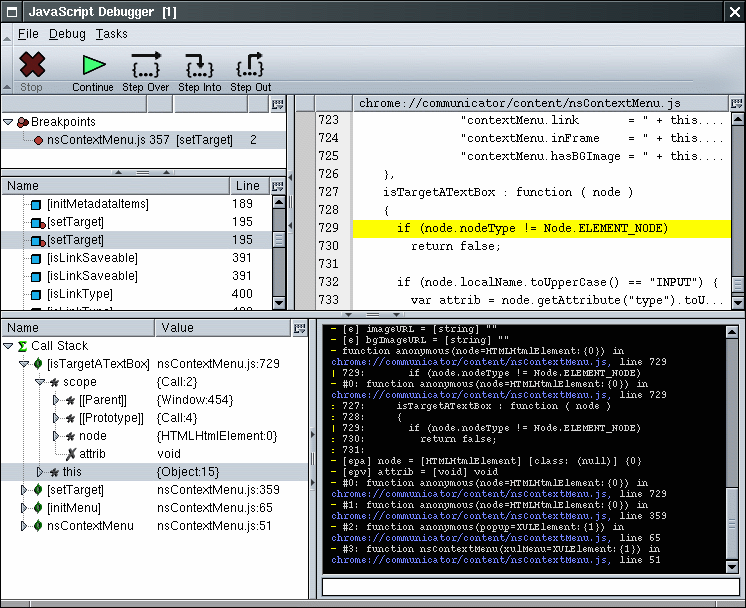 JavaScript Debugger [1]
File Debug Tasks
Stop Continue Step Over Step Into Step Out
Breakpoints
nsContextMenu.js 357 [setTarget] 2
Name Line
[initMetadataItems] 189
[setTarget] 195
[setTarget] 195
[isLinkSaveable] 391
[isLinkSaveable] 391
[isLinkType] 400
chrome://communicator/content/nsContextMenu.js
723 "contextMenu.link = " + this....
724 "contextMenu.inFrame = " + this....
725 "contextMenu.hasBGImage = " + this....
726 },
727 isTargetATextBox : function ( node )
728 {
729 if (node.nodeType != Node.ELEMENT_NODE)
730 return false;
731
732 if (node.localName.toUpperCase() == "INPUT") {
733 var attrib = node.getAttribute("type").toU...
Name Value
Call Stack
[isTargetATextBox] nsContextMenu.js:729
scope {Call:2}
[[Parent]] {Window:454}
[[Prototype]] {Call:4}
node {HTMLHtmlElement:0}
attrib void
this {Object:15}
[setTarget] nsContextMenu.js:359
[initMenu] nsContextMenu.js:65
nsContextMenu nsContextMenu.js:51
- [e] imageURL = [string] ""
- [e] bgImageURL = [string] ""
- function anonymous(node=HTMLHtmlElement:{0}) in
chrome://communicator/content/nsContextMenu.js, line 729
| 729: if (node.nodeType != Node.ELEMENT_NODE)
- #0: function anonymous(node=HTMLHtmlElement:{0}) in
chrome://communicator/content/nsContextMenu.js, line 729
: 727: isTargetATextBox : function ( node )
: 728: {
| 729: if (node.nodeType != Node.ELEMENT_NODE)
: 730: return false;
: 731:
- [epa] node = [HTMLHtmlElement] [class: (null)] {0}
- [epv] attrib = [void] void
- #0: function anonymous(node=HTMLHtmlElement:{0}) in
chrome://communicator/content/nsContextMenu.js, line 729
- #1: function anonymous(node=HTMLHtmlElement:{0}) in
chrome://communicator/content/nsContextMenu.js, line 359
- #2: function anonymous(popup=XULElement:{1}) in
chrome://communicator/content/nsContextMenu.js, line 65
- #3: function nsContextMenu(xulMenu=XULElement:{1}) in
chrome://communicator/content/nsContextMenu.js, line 51